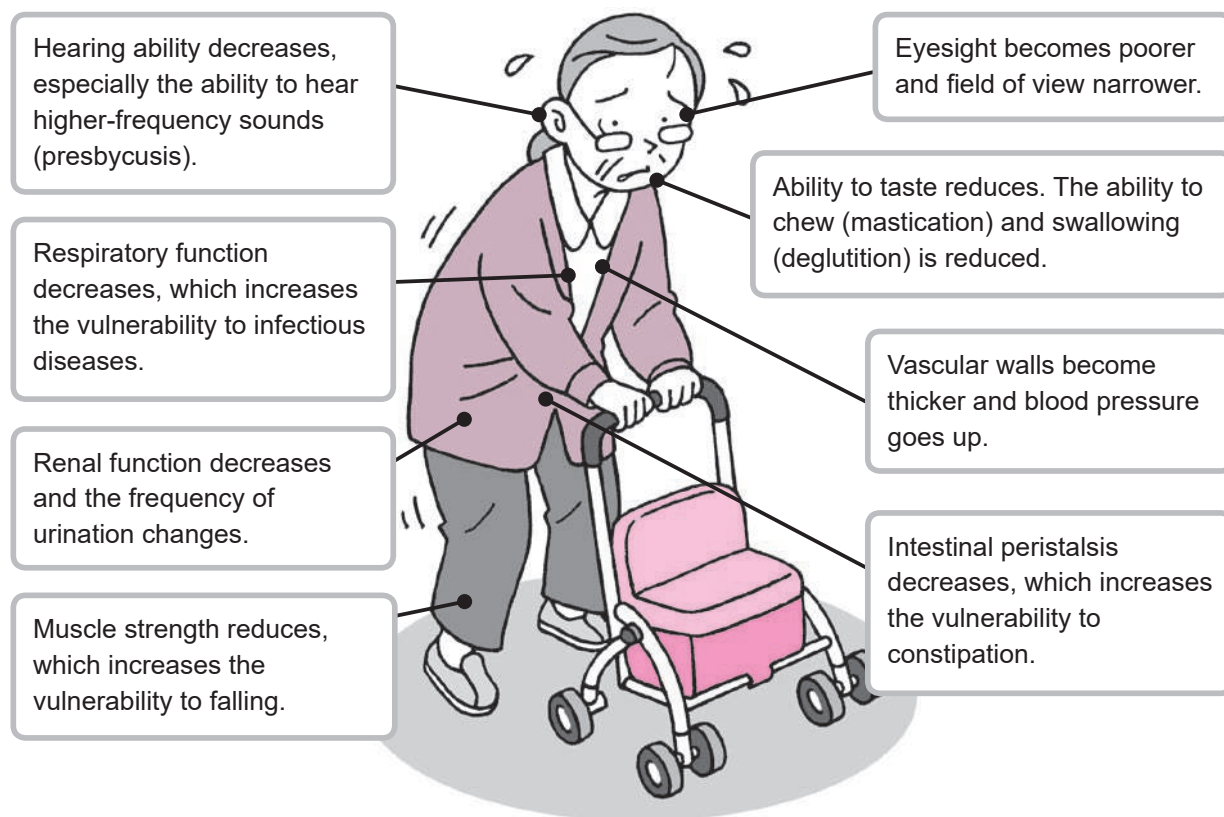 Hearing ability decreases,
especially the ability to hear
higher-frequency sounds
(presbycusis).
Respiratory function
decreases, which increases
the vulnerability to infectious
diseases.
Renal function decreases
and the frequency of
urination changes.
Muscle strength reduces,
which increases the
vulnerability to falling.
Eyesight becomes poorer
and field of view narrower.
Ability to taste reduces. The ability to
chew (mastication) and swallowing
(deglutition) is reduced.
Vascular walls become
thicker and blood pressure
goes up.
Intestinal peristalsis
decreases, which increases
the vulnerability to
constipation.